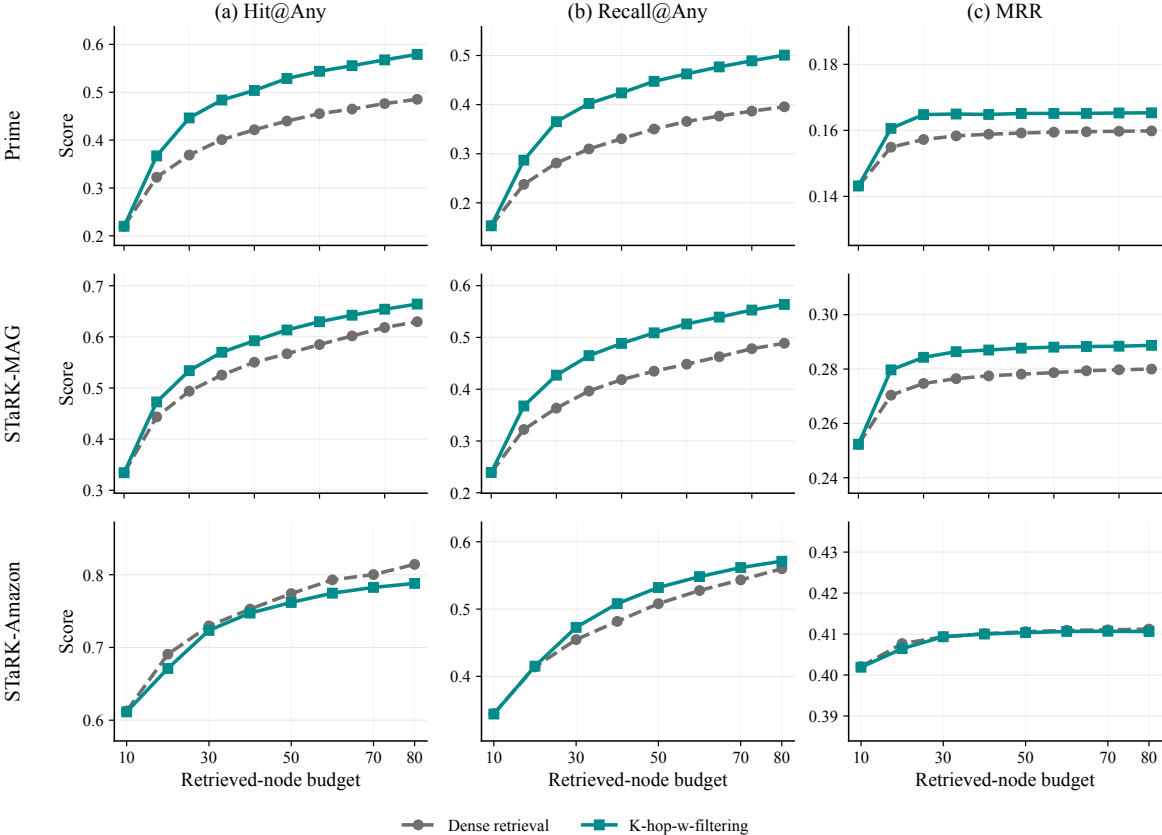 (a) Hit@Any
(b) Recall@Any
(c) MRR
Prime
Score
0.6
0.5
0.4
0.3
0.2
0.5
0.4
0.3
0.2
0.18
0.16
0.14
STaRK-MAG
Score
0.7
0.6
0.5
0.4
0.3
0.6
0.5
0.4
0.3
0.2
0.30
0.28
0.26
0.24
STaRK-Amazon
Score
0.8
0.7
0.6
0.6
0.5
0.4
0.43
0.42
0.41
0.40
0.39
10 30 50 70 80
10 30 50 70 80
10 30 50 70 80
Retrieved-node budget
Retrieved-node budget
Retrieved-node budget
Dense retrieval
K-hop-w-filtering